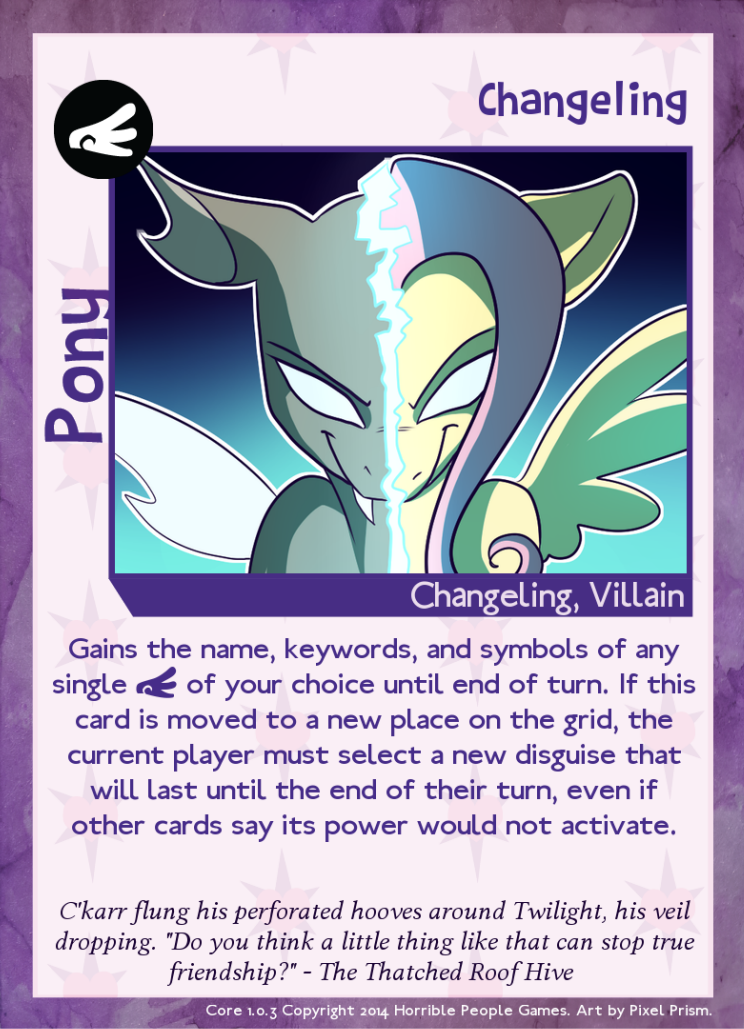 Changeling
Pony
Changeling, Villain
Gains the name, keywords, and symbols of any
single of your choice until end of turn. If this
card is moved to a new place on the grid, the
current player must select a new disguise that
will last until the end of their turn, even if
other cards say its power would not activate.
C'karr flung his perforated hooves around Twilight, his veil
dropping. "Do you think a little thing like that can stop true
friendship?" - The Thatched Roof Hive
Core 1.0.3 Copyright 2014 Horrible People Games. Art by Pixel Prism.